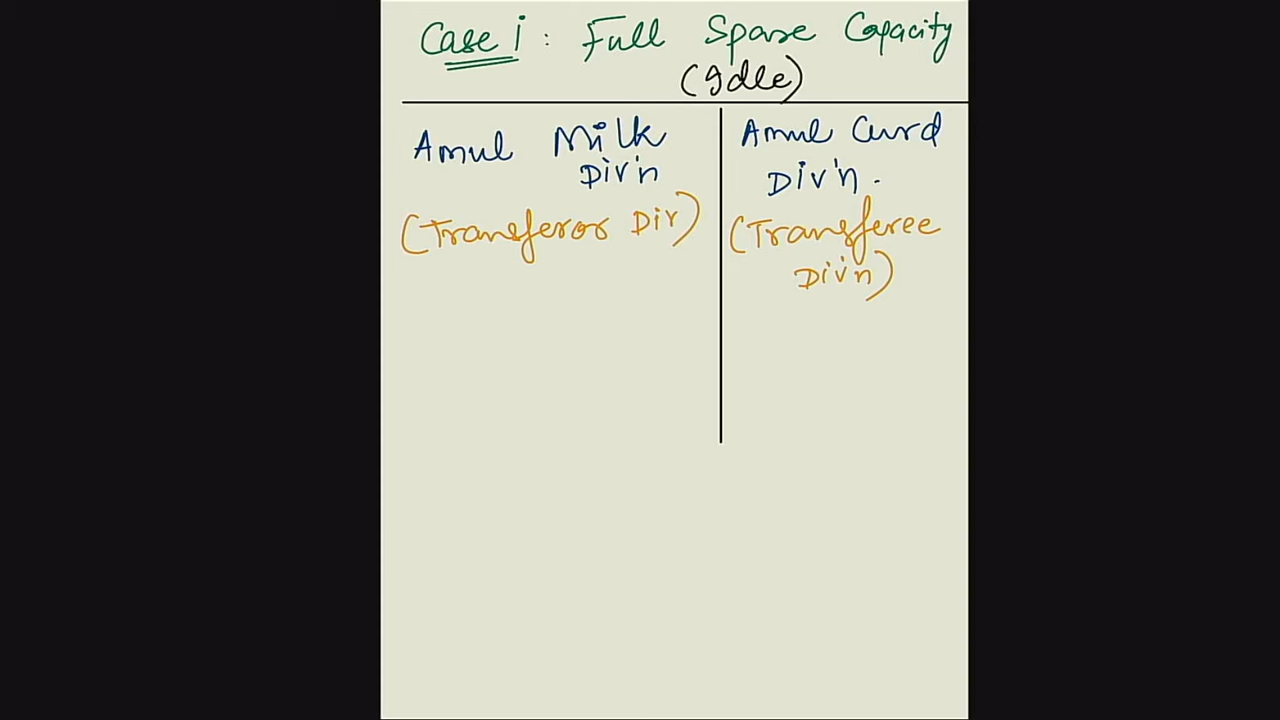 Case i : Full Spare Capacity
(Idle)
Amul Milk Div'n
(Transferor Div)
Amul Curd
Div'n.
(Transferee
Div'n)